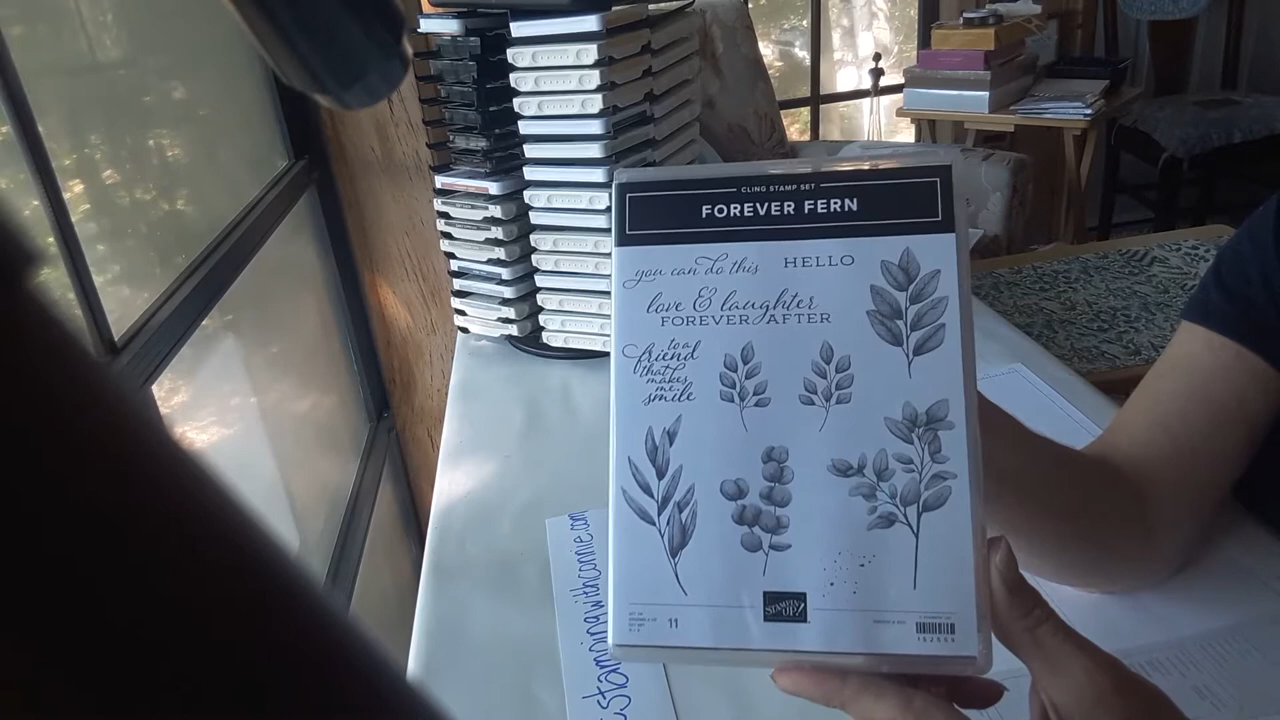 CLING STAMP SET
FOREVER FERN
you can do this
HELLO
love & laughter
FOREVER AFTER
to a
friend
that
makes
me
smile
STAMPIN' UP!
11
152559
stampingwithconnie.com